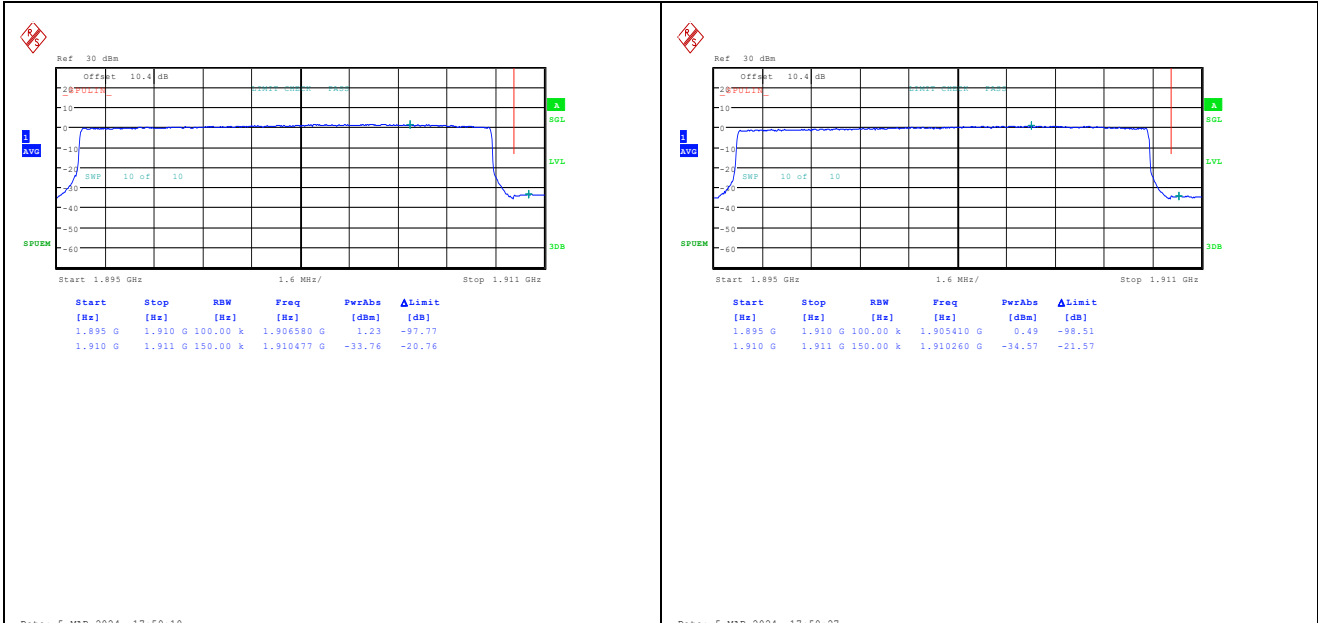 R S
Ref 30 dBm
Offset 10.4 dB
20
LIMIT CHECK PASS
10
A
SGL
0
1
AVG
-10
LVL
-20
SWP 10 of 10
-30
-40
-50
SPUEM
-60
3DB
Start 1.895 GHz 1.6 MHz/ Stop 1.911 GHz
Start Stop RBW Freq PwrAbs ΔLimit
[Hz] [Hz] [Hz] [Hz] [dBm] [dB]
1.895 G 1.910 G 100.00 k 1.906580 G 1.23 -97.77
1.910 G 1.911 G 150.00 k 1.910477 G -33.76 -20.76
R S
Ref 30 dBm
Offset 10.4 dB
20
LIMIT CHECK PASS
10
A
SGL
0
1
AVG
-10
LVL
-20
SWP 10 of 10
-30
-40
-50
SPUEM
-60
3DB
Start 1.895 GHz 1.6 MHz/ Stop 1.911 GHz
Start Stop RBW Freq PwrAbs ΔLimit
[Hz] [Hz] [Hz] [Hz] [dBm] [dB]
1.895 G 1.910 G 100.00 k 1.905410 G 0.49 -98.51
1.910 G 1.911 G 150.00 k 1.910260 G -34.57 -21.57